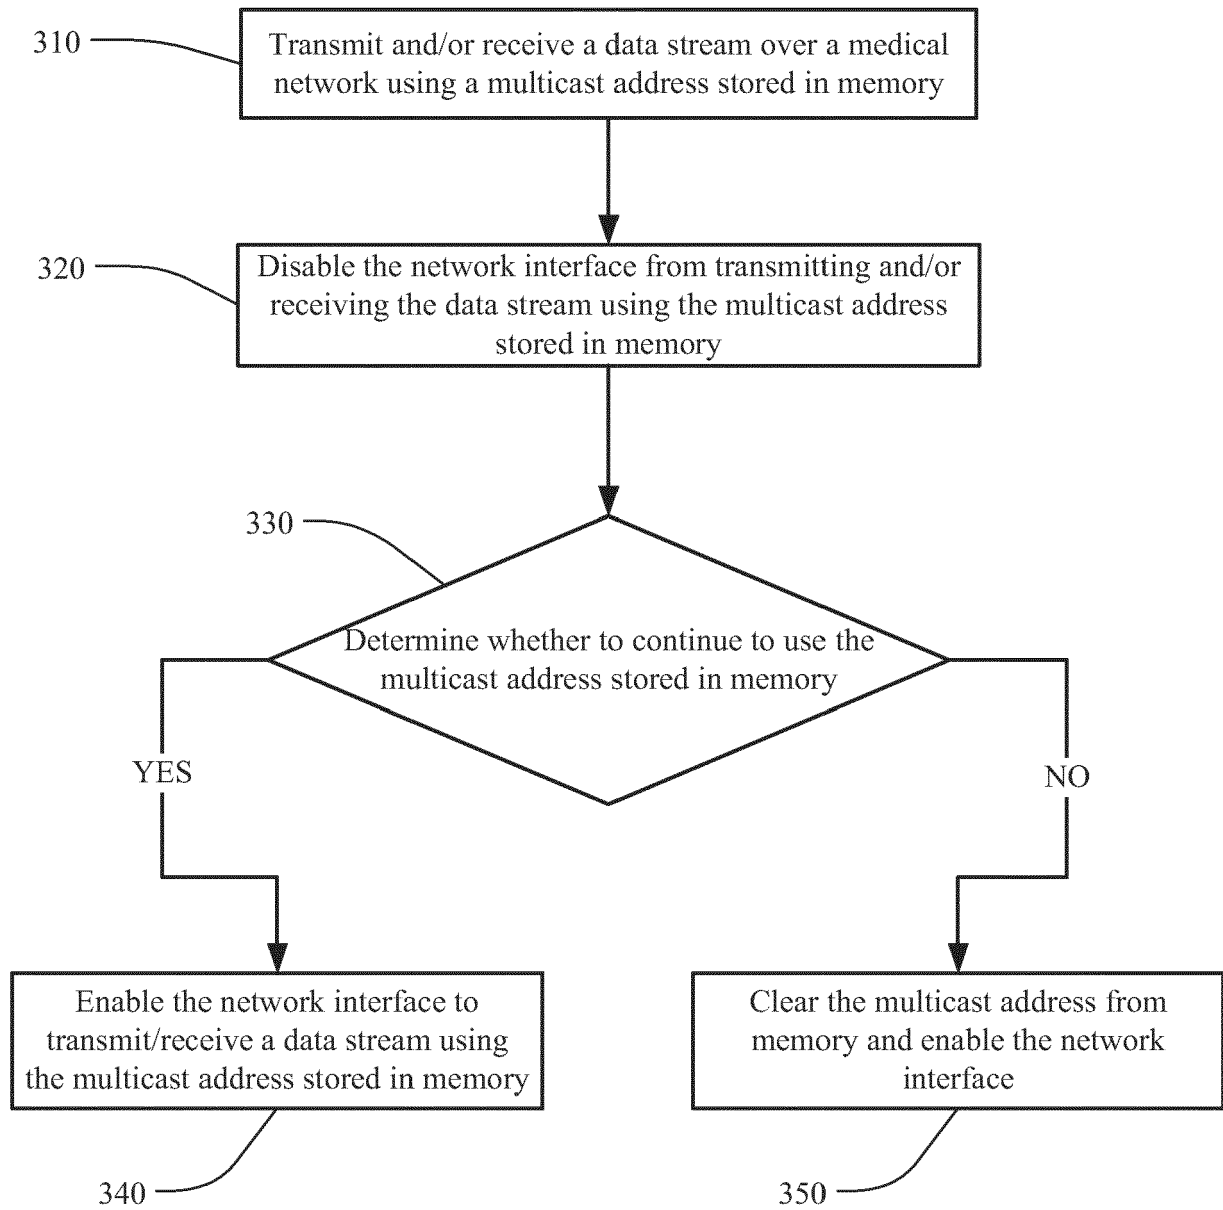 310
Transmit and/or receive a data stream over a medical
network using a multicast address stored in memory
320
Disable the network interface from transmitting and/or
receiving the data stream using the multicast address
stored in memory
330
Determine whether to continue to use the
multicast address stored in memory
YES
NO
Enable the network interface to
transmit/receive a data stream using
the multicast address stored in memory
Clear the multicast address from
memory and enable the network
interface
340
350